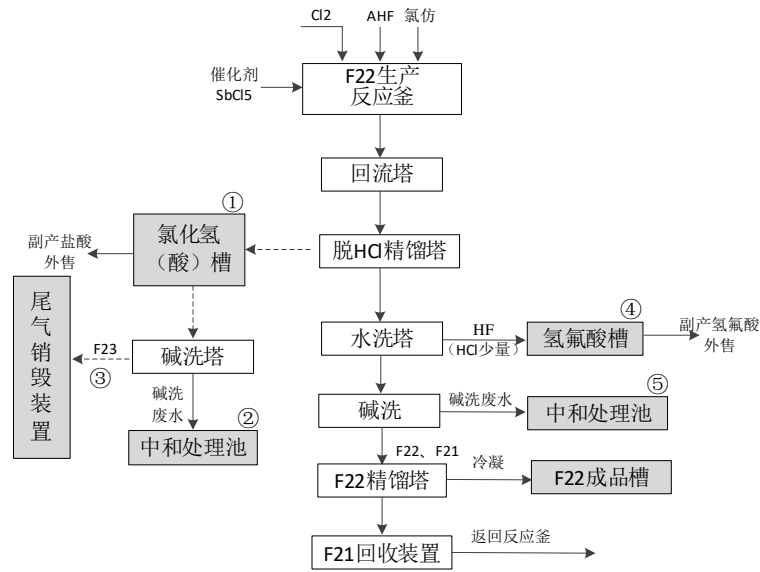 Cl2
AHF
氯仿
催化剂
SbCl5
F22生产
反应釜
回流塔
①
氯化氢
（酸）槽
副产盐酸
外售
脱HCl精馏塔
尾气销毁装置
F23
③
碱洗塔
水洗塔
HF
（HCl少量）
④
氢氟酸槽
副产氢氟酸
外售
碱洗
废水
②
中和处理池
碱洗
碱洗废水
⑤
中和处理池
F22、F21
F22精馏塔
冷凝
F22成品槽
F21回收装置
返回反应釜